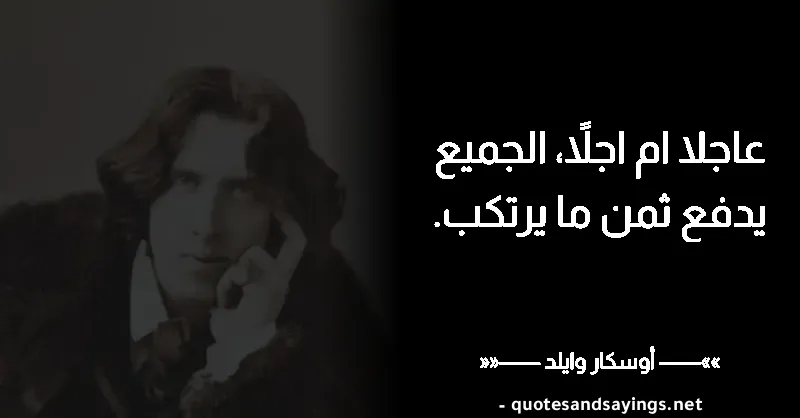 عاجلا ام اجلًا، الجميع
يدفع ثمن ما يرتكب.
»»―― أوسكار وايلد ――««
- quotesandsayings.net